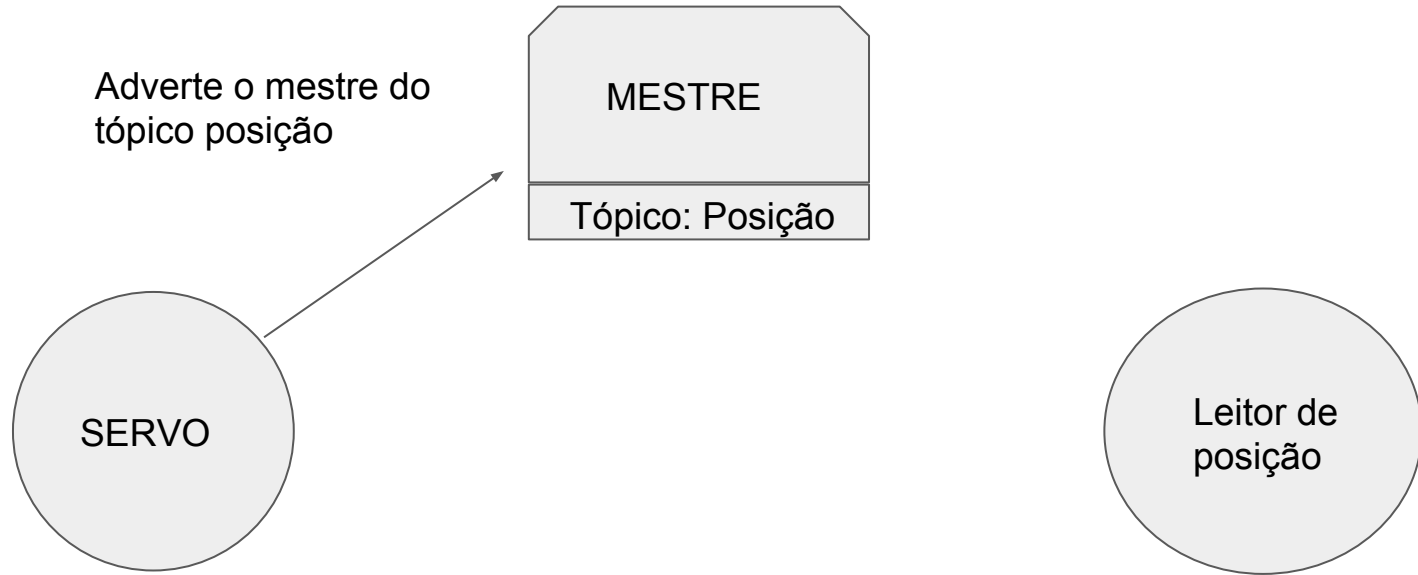 Adverte o mestre do
tópico posição
MESTRE
Tópico: Posição
SERVO
Leitor de
posição